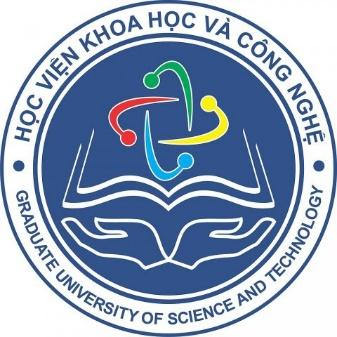 HỌC VIỆN KHOA HỌC VÀ CÔNG NGHỆ
GRADUATE UNIVERSITY OF SCIENCE AND TECHNOLOGY